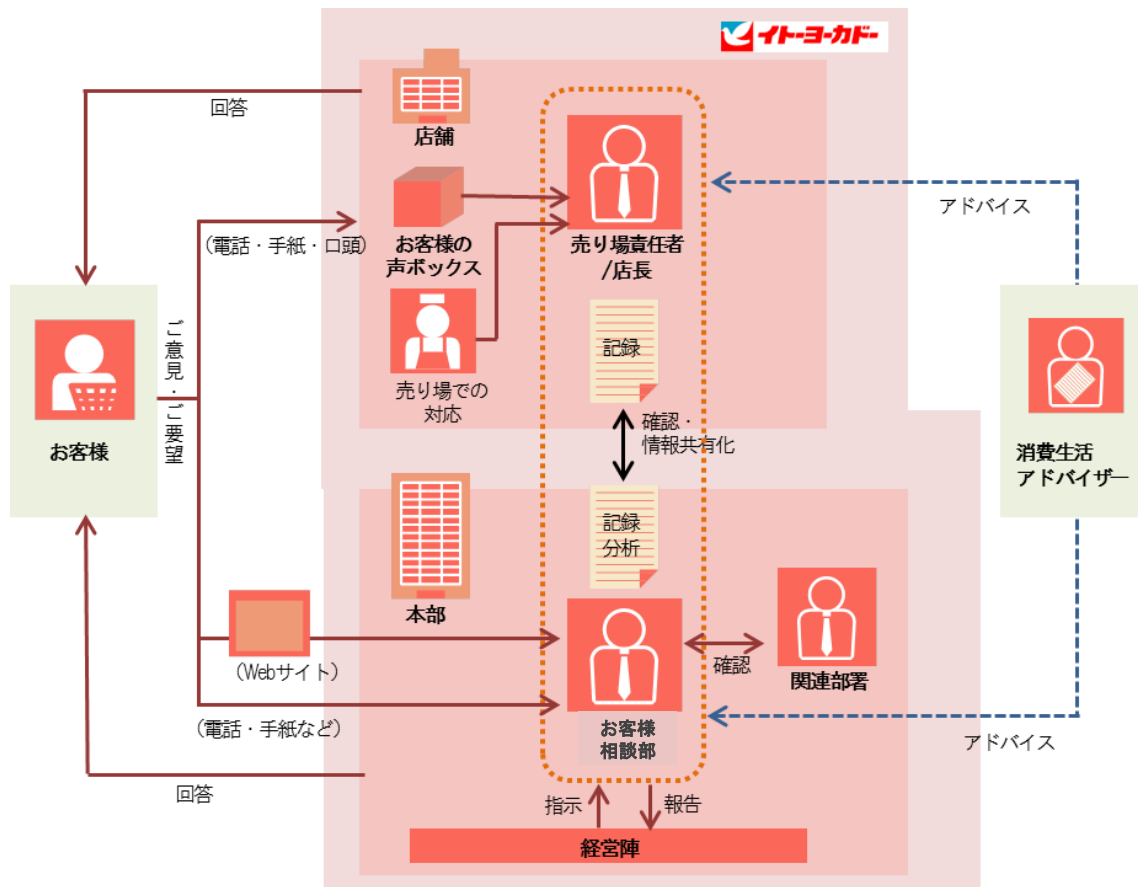 イトーヨーカドー
回答
店舗
(電話・手紙・口頭)
お客様の
声ボックス
売り場責任者
/店長
アドバイス
ご意見・ご要望
お客様
売り場での
対応
記録
確認・
情報共有化
消費生活
アドバイザー
記録
分析
本部
(Webサイト)
確認
関連部署
(電話・手紙など)
お客様
相談部
アドバイス
回答
指示
報告
経営陣